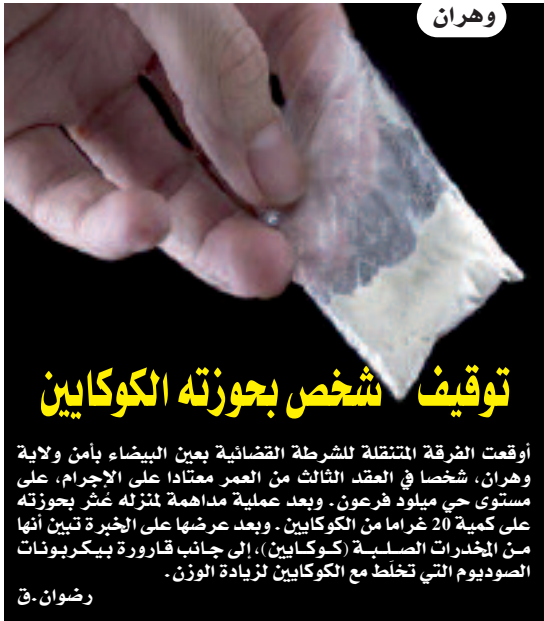 وهران
توقيف شخص بحوزته الكوكايين
أوقعت الفرقة المتنقلة للشرطة القضائية بعين البيضاء بأمن ولاية
وهران، شخصا في العقد الثالث من العمر معتادا على الإجرام، على
مستوى حي ميلود فرعون. وبعد عملية مداهمة لمنزله عُثر بحوزته
على كمية 20 غراما من الكوكايين. وبعد عرضها على الخبرة تبين أنها
من المخدرات الصلبة (كوكايين)، إلى جانب قارورة بيكربونات
الصوديوم التي تخلَط مع الكوكايين لزيادة الوزن.
رضوان.ق